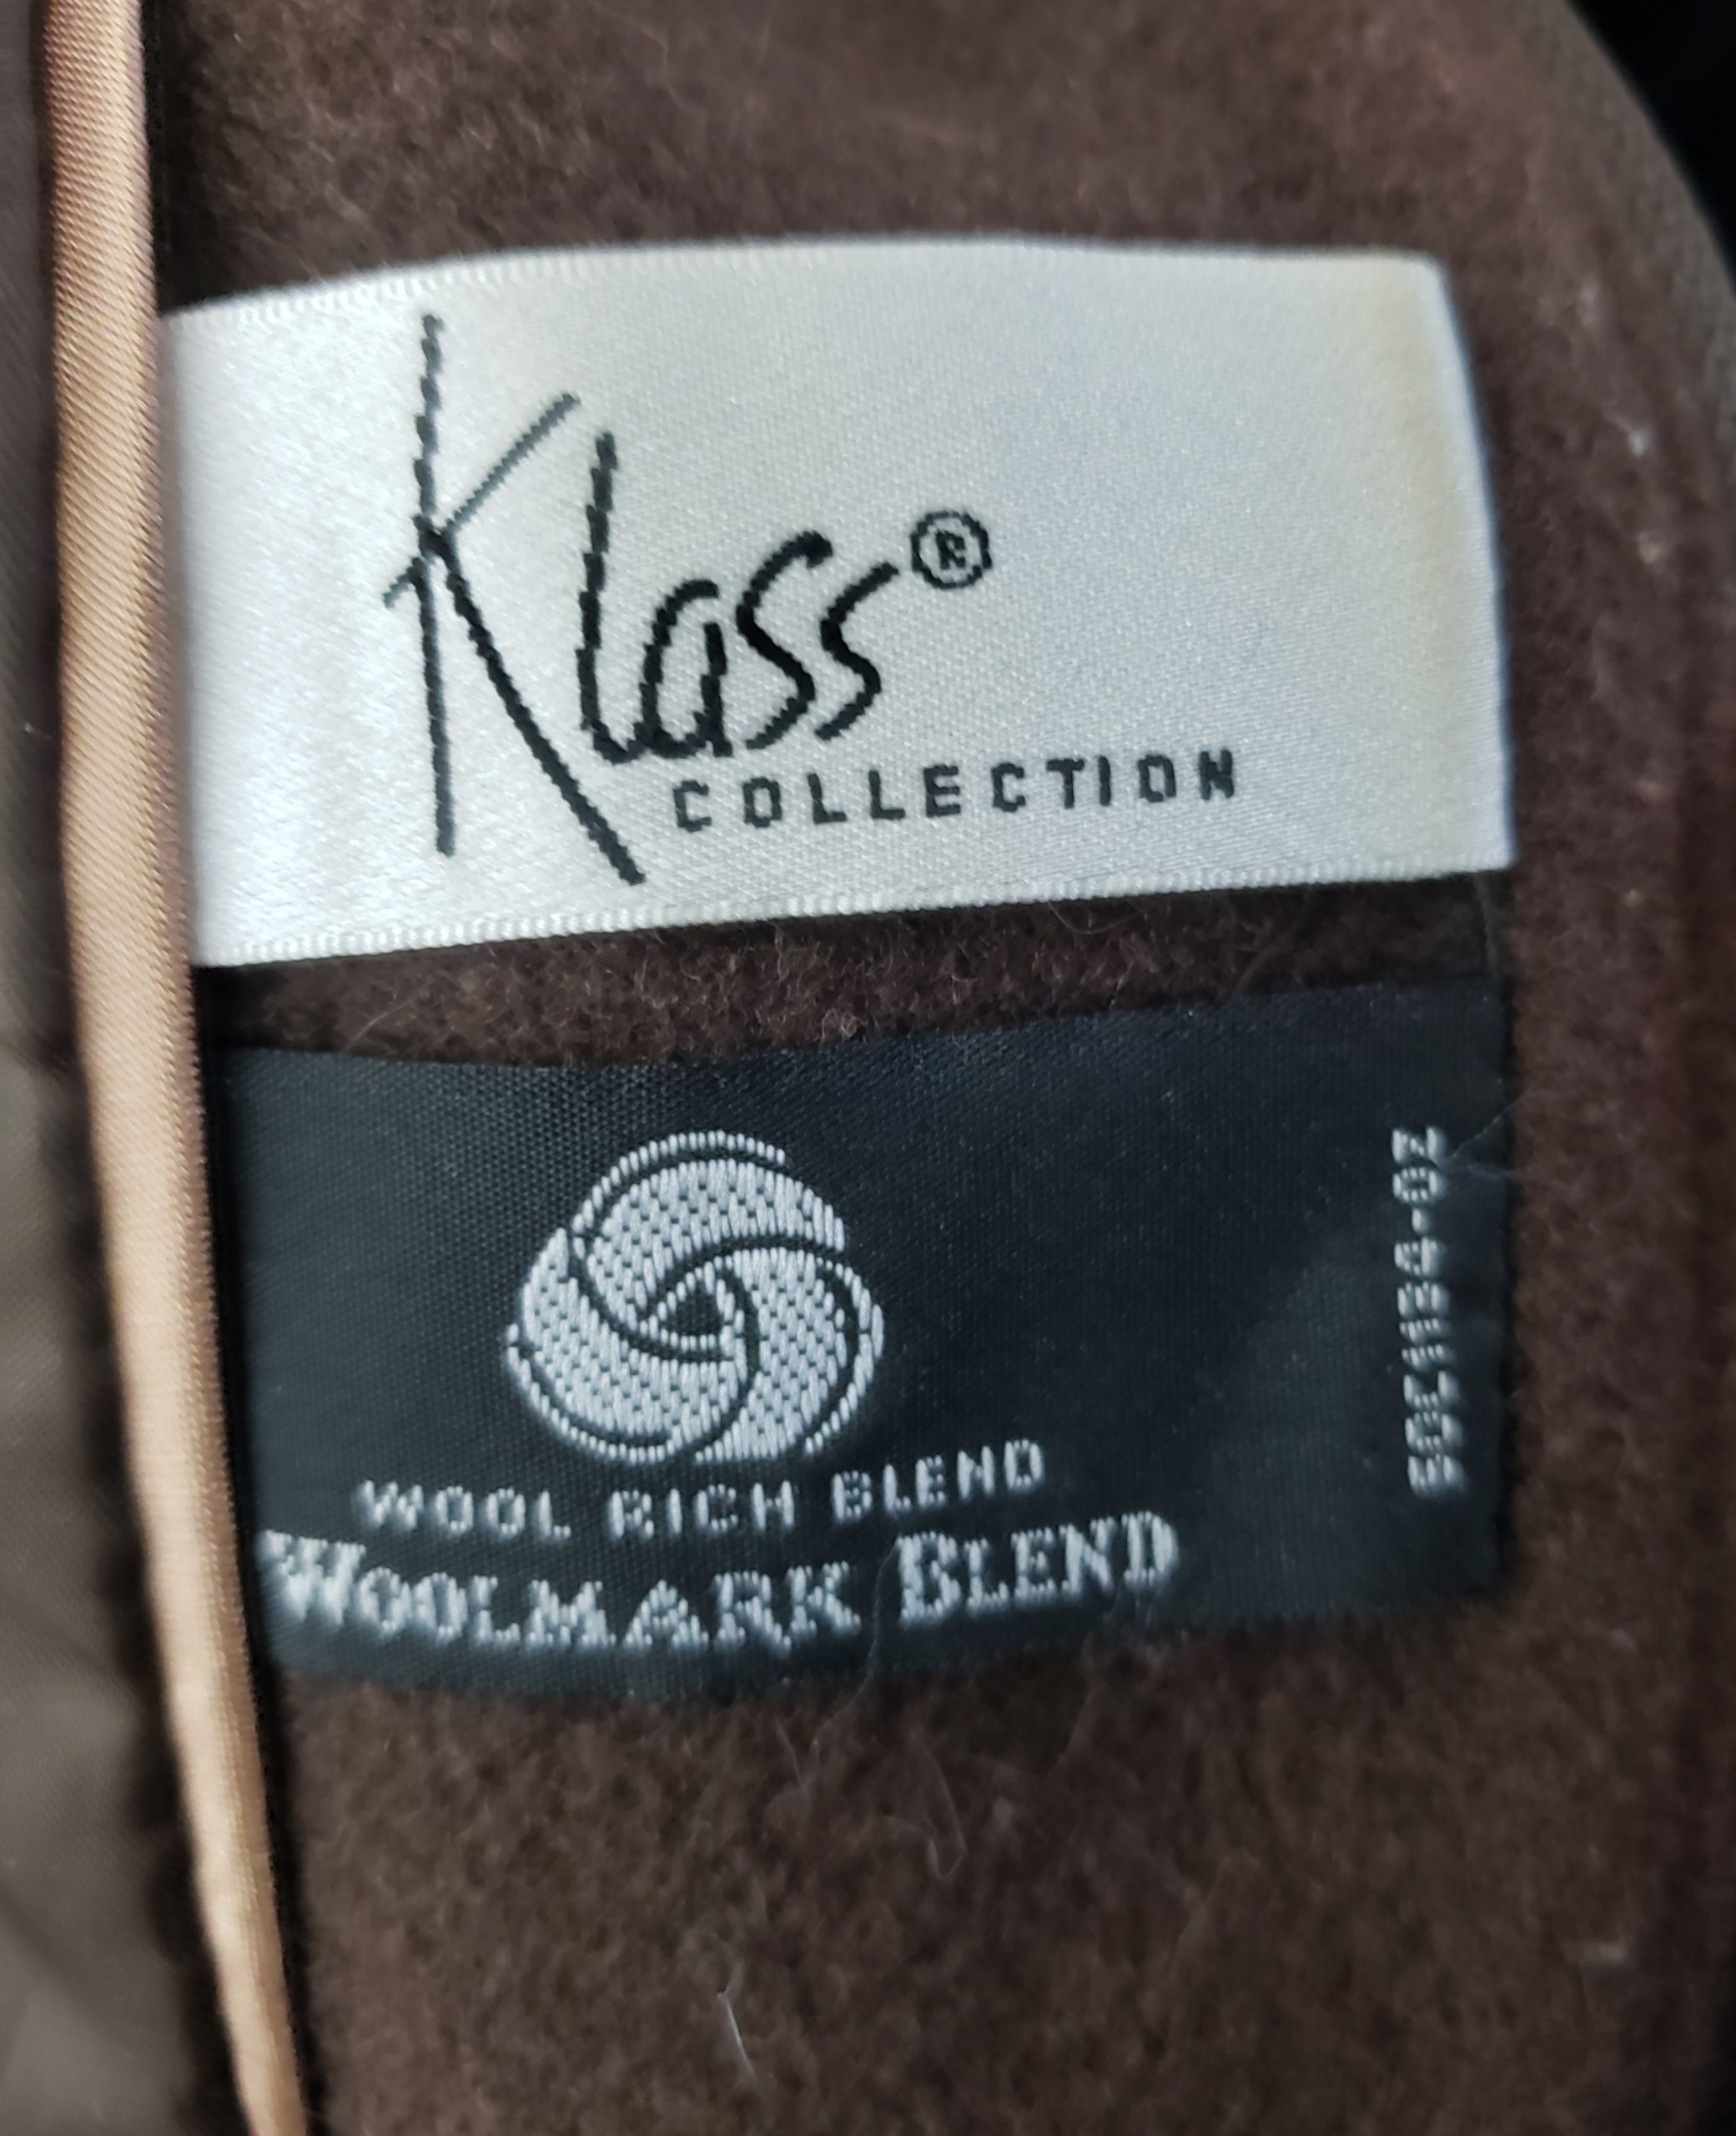 Klass®
COLLECTION
WOOL RICH BLEND
WOOLMARK BLEND